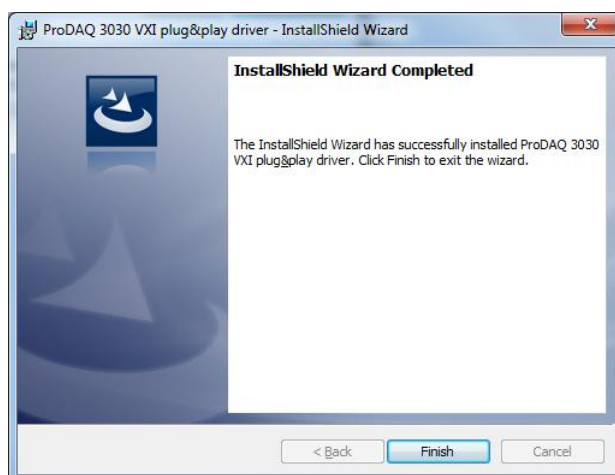 ProDAQ 3030 VXI plug&play driver - InstallShield Wizard
InstallShield Wizard Completed
The InstallShield Wizard has successfully installed ProDAQ 3030
VXI plug&play driver. Click Finish to exit the wizard.
< Back
Finish
Cancel